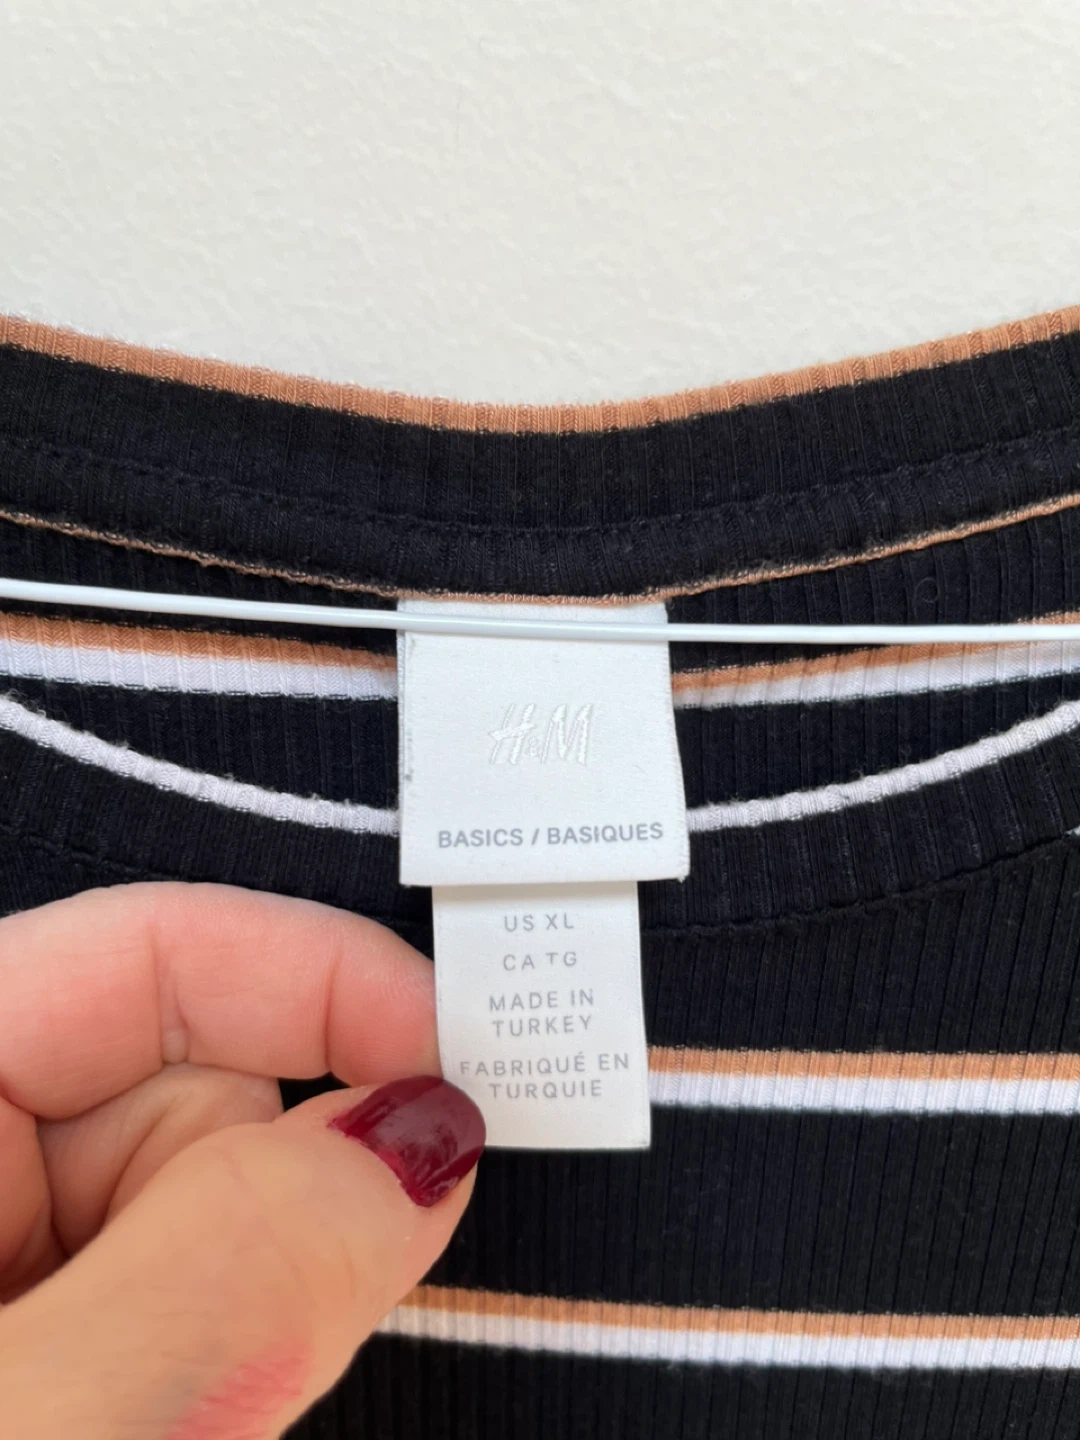 H&M
BASICS / BASIQUES
US XL
CA TG
MADE IN
TURKEY
FABRIQUÉ EN
TURQUIE